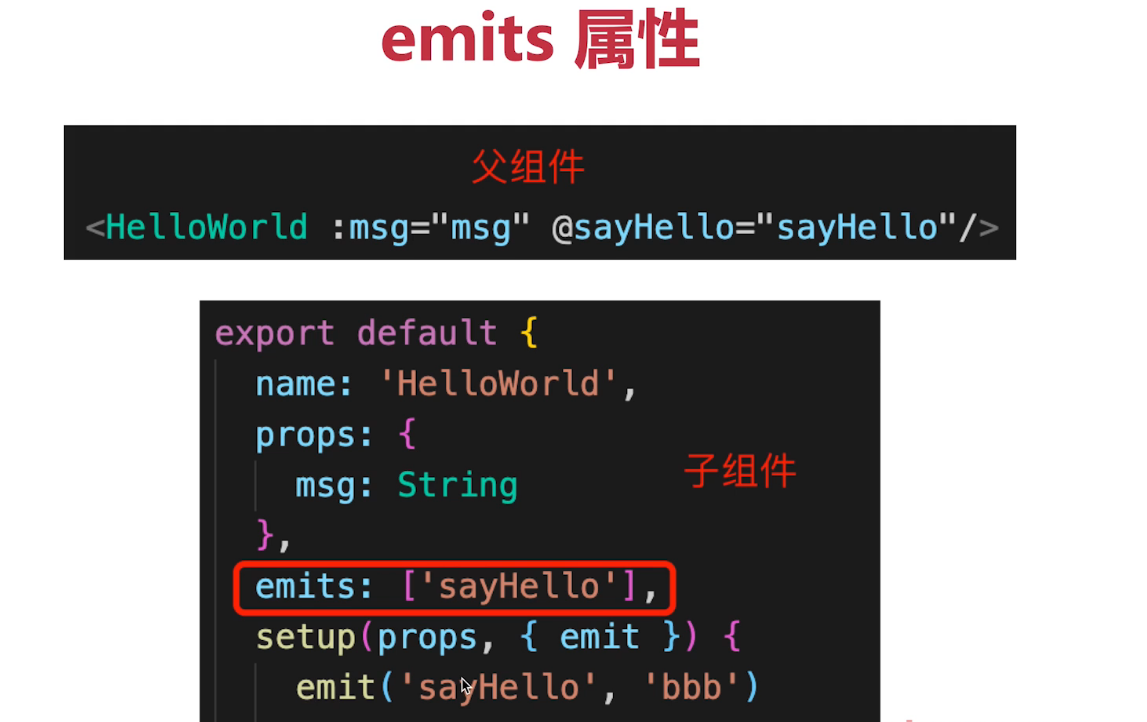 emits 属性
父组件
<HelloWorld :msg="msg" @sayHello="sayHello"/>
export default {
name: 'HelloWorld',
props: {
msg: String
子组件
},
emits: ['sayHello'],
setup(props, { emit }) {
emit('sayHello', 'bbb')